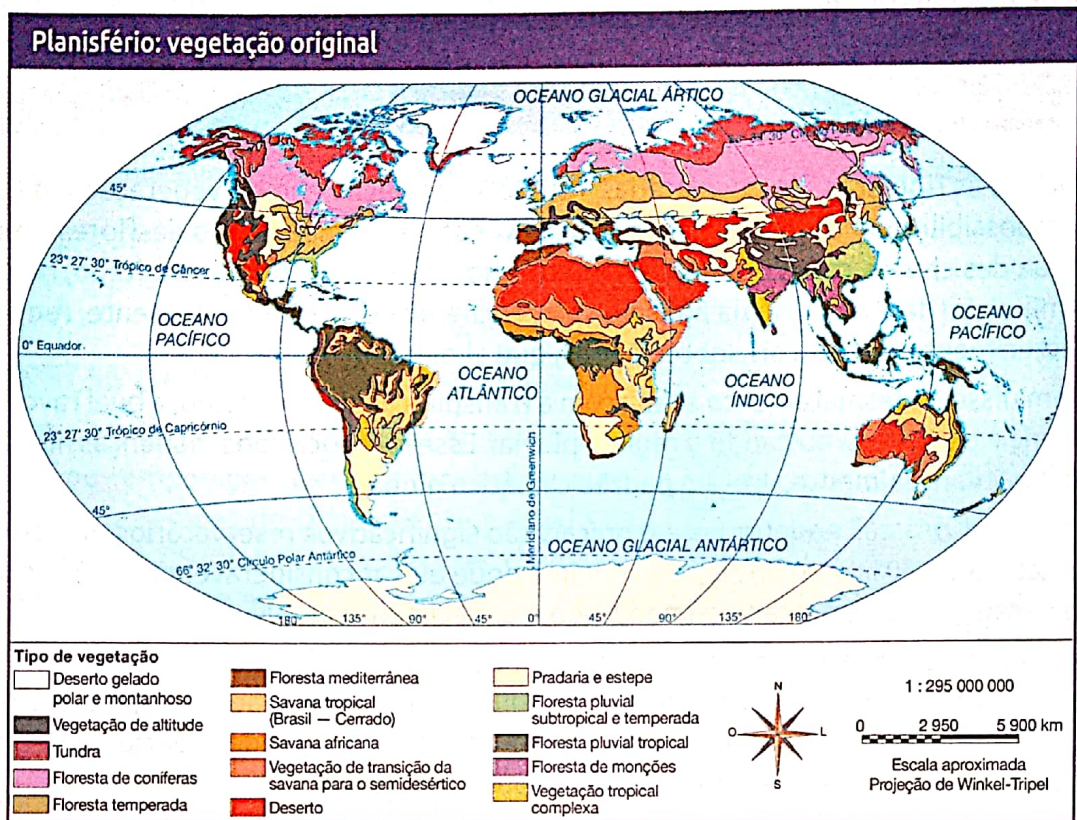 Planisfério: vegetação original
OCEANO GLACIAL ÁRTICO
45°
23° 27' 30" Trópico de Câncer
OCEANO
PACÍFICO
OCEANO
PACÍFICO
0° Equador
OCEANO
ATLÂNTICO
OCEANO
ÍNDICO
23° 27' 30" Trópico de Capricórnio
Meridiano de Greenwich
45°
OCEANO GLACIAL ANTÁRTICO
66° 32' 30" Círculo Polar Antártico
180° 135° 90° 45° 0° 45° 90° 135° 180°
Tipo de vegetação
Deserto gelado
polar e montanhoso
Vegetação de altitude
Tundra
Floresta de coníferas
Floresta temperada
Floresta mediterrânea
Savana tropical
(Brasil — Cerrado)
Savana africana
Vegetação de transição da
savana para o semidesértico
Deserto
Pradaria e estepe
Floresta pluvial
subtropical e temperada
Floresta pluvial tropical
Floresta de monções
Vegetação tropical
complexa
N
O L
S
1 : 295 000 000
0 2 950 5 900 km
Escala aproximada
Projeção de Winkel-Tripel